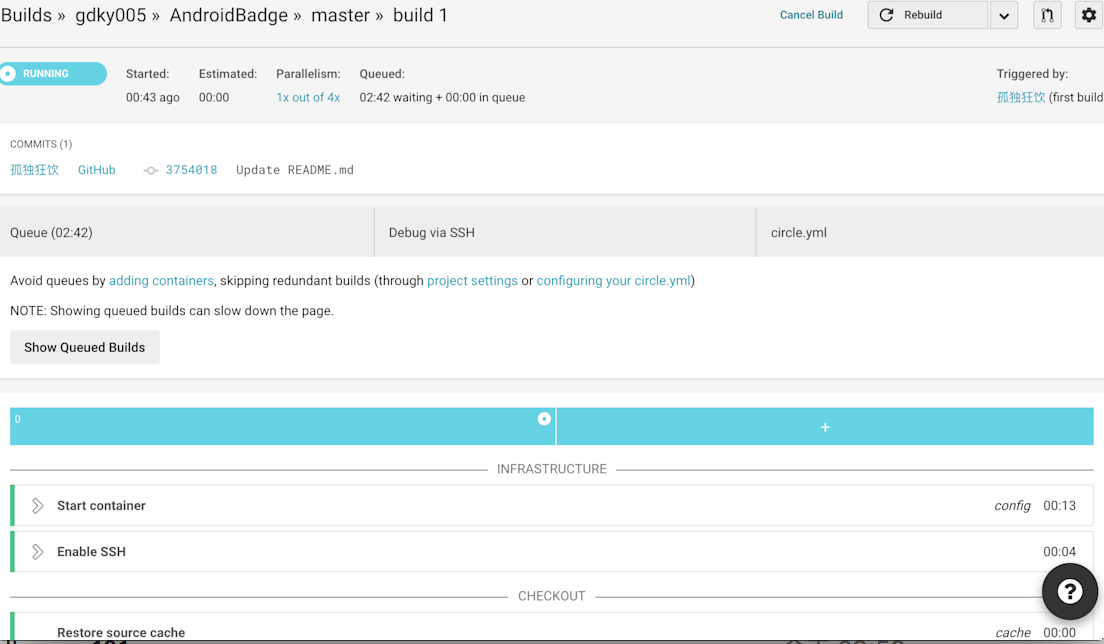 Builds » gdky005 » AndroidBadge » master » build 1
Cancel Build
Rebuild
RUNNING
Started:
00:43 ago
Estimated:
00:00
Parallelism:
1x out of 4x
Queued:
02:42 waiting + 00:00 in queue
Triggered by:
孤独狂饮 (first build
COMMITS (1)
孤独狂饮 GitHub 3754018 Update README.md
Queue (02:42)
Debug via SSH
circle.yml
Avoid queues by adding containers, skipping redundant builds (through project settings or configuring your circle.yml)
NOTE: Showing queued builds can slow down the page.
Show Queued Builds
0
+
INFRASTRUCTURE
Start container config 00:13
Enable SSH 00:04
CHECKOUT
?
Restore source cache cache 00:00